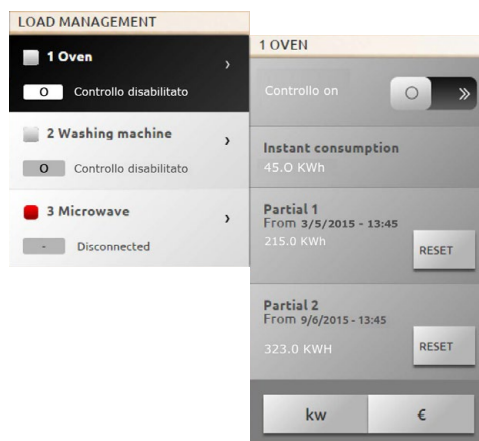 LOAD MANAGEMENT
1 Oven
O Controllo disabilitato
2 Washing machine
O Controllo disabilitato
3 Microwave
- Disconnected
1 OVEN
Controllo on
O »
Instant consumption
45.0 KWh
Partial 1
From 3/5/2015 - 13:45
215.0 KWh
RESET
Partial 2
From 9/6/2015 - 13:45
323.0 KWH
RESET
kw €